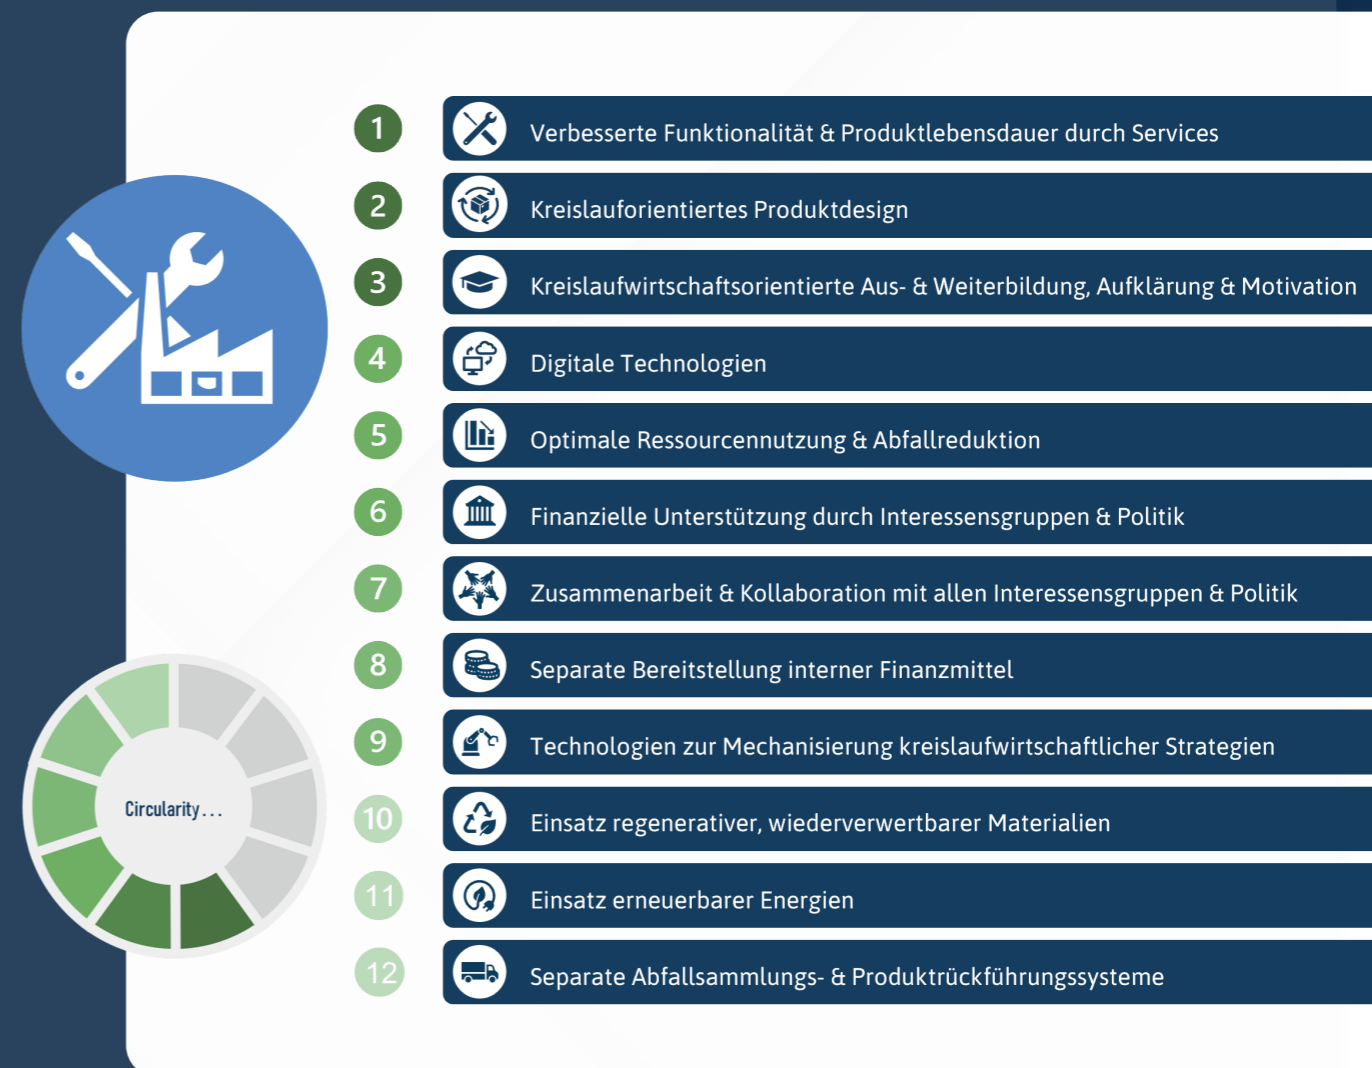 1 Verbesserte Funktionalität & Produktlebensdauer durch Services
2 Kreislauforientiertes Produktdesign
3 Kreislaufwirtschaftsorientierte Aus- & Weiterbildung, Aufklärung & Motivation
4 Digitale Technologien
5 Optimale Ressourcennutzung & Abfallreduktion
6 Finanzielle Unterstützung durch Interessensgruppen & Politik
7 Zusammenarbeit & Kollaboration mit allen Interessensgruppen & Politik
8 Separate Bereitstellung interner Finanzmittel
9 Technologien zur Mechanisierung kreislaufwirtschaftlicher Strategien
10 Einsatz regenerativer, wiederverwertbarer Materialien
11 Einsatz erneuerbarer Energien
12 Separate Abfallsammlungs- & Produktrückführungssysteme
Circularity...